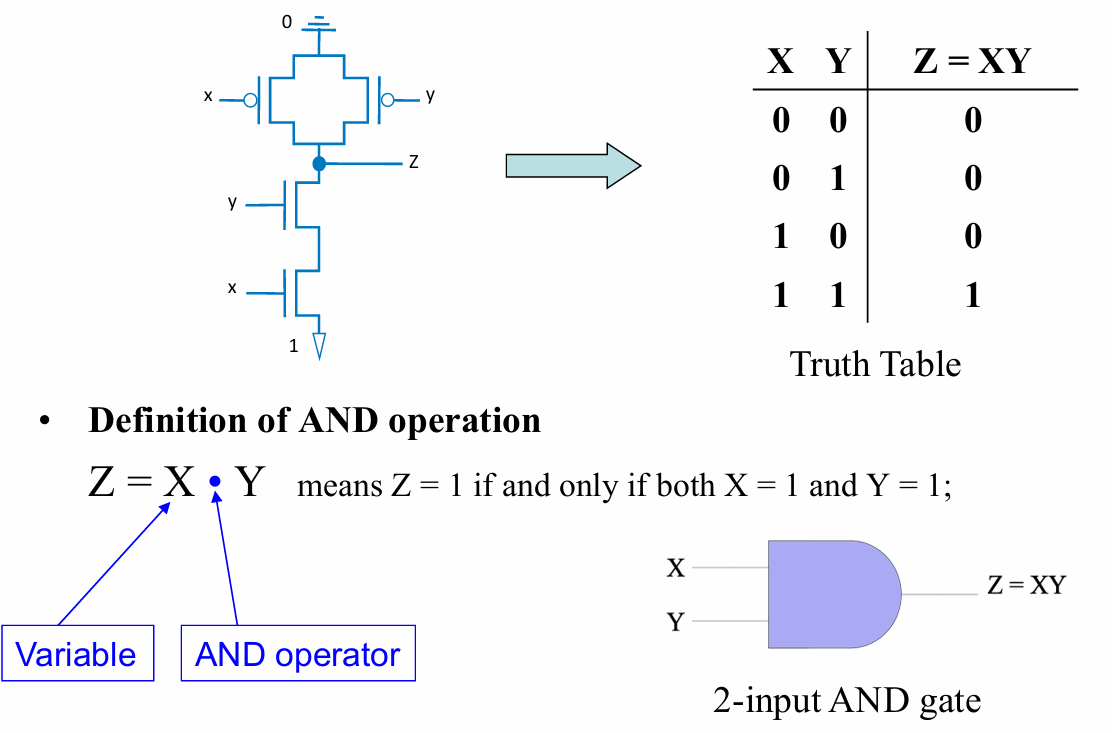 0
x
y
Z
y
x
1
X Y Z = XY
0 0 0
0 1 0
1 0 0
1 1 1
Truth Table
• Definition of AND operation
Z = X • Y means Z = 1 if and only if both X = 1 and Y = 1;
Variable
AND operator
X
Y
Z = XY
2-input AND gate